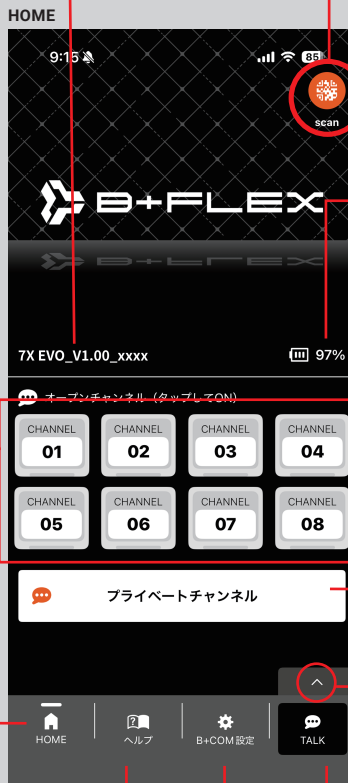 HOME
9:15 85
scan
B+FLEX
7X EVO_V1.00_xxxx 97%
オープンチャンネル（タップしてON）
CHANNEL CHANNEL CHANNEL CHANNEL
01 02 03 04
CHANNEL CHANNEL CHANNEL CHANNEL
05 06 07 08
プライベートチャンネル
HOME ヘルプ B+COM 設定 TALK